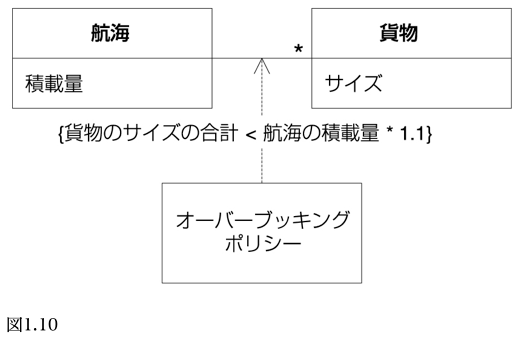 航海
*
貨物
積載量
サイズ
{貨物のサイズの合計 < 航海の積載量 * 1.1}
オーバーブッキング
ポリシー
図1.10